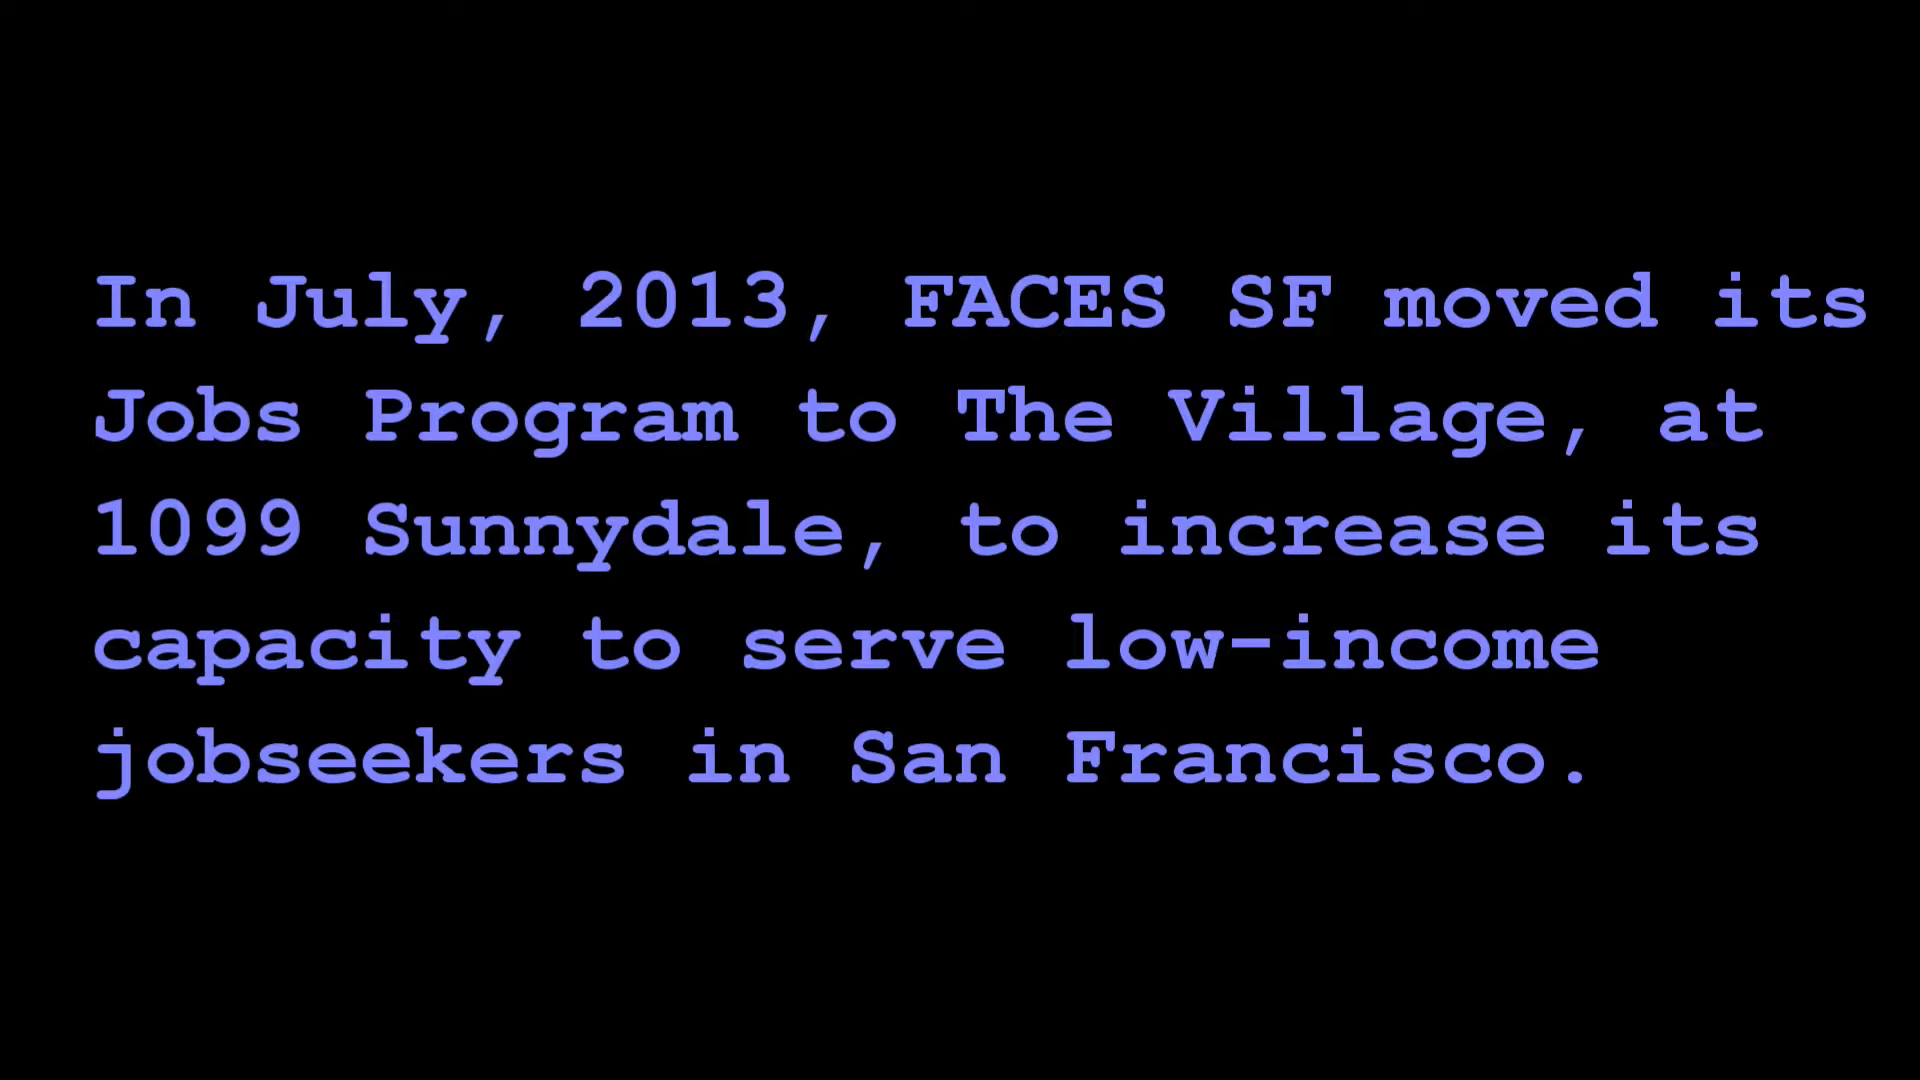 In July, 2013, FACES SF moved its
Jobs Program to The Village, at
1099 Sunnydale, to increase its
capacity to serve low-income
jobseekers in San Francisco.